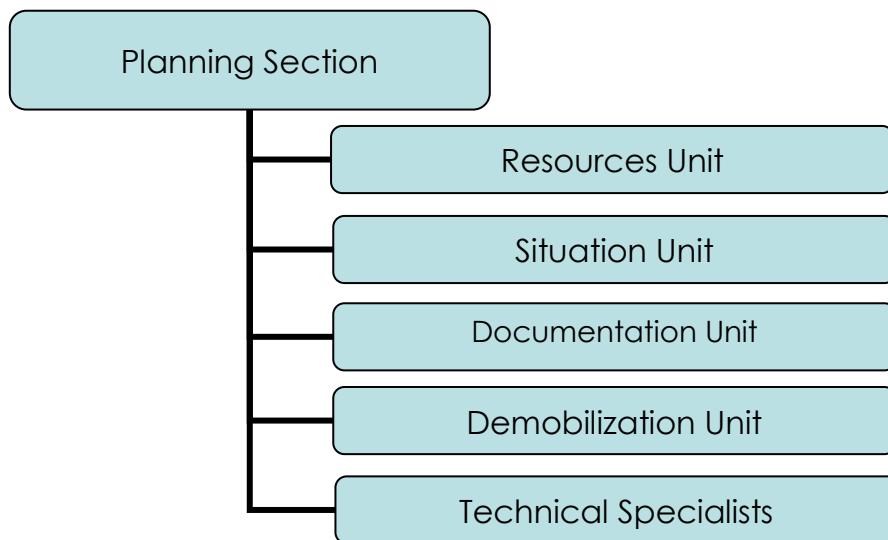 Planning Section
Resources Unit
Situation Unit
Documentation Unit
Demobilization Unit
Technical Specialists